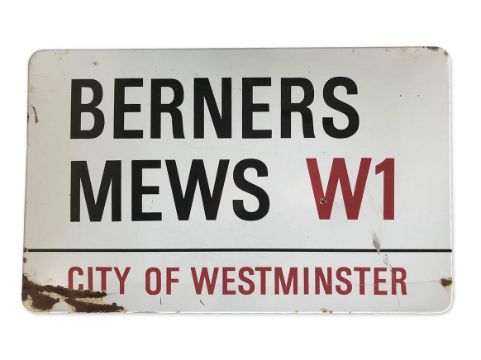 BERNERS
MEWS W1
CITY OF WESTMINSTER